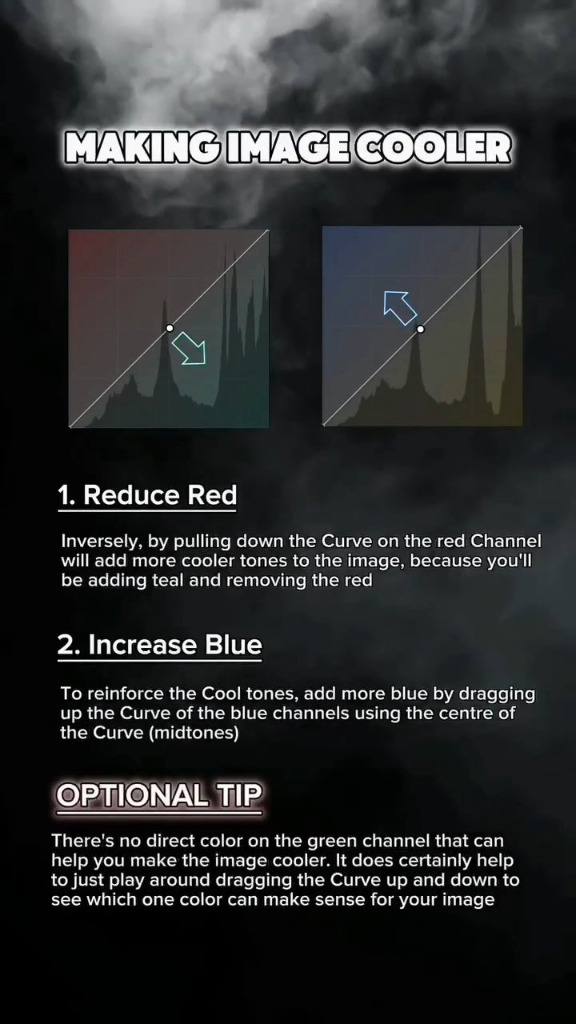 MAKING IMAGE COOLER
1. Reduce Red
Inversely, by pulling down the Curve on the red Channel
will add more cooler tones to the image, because you'll
be adding teal and removing the red
2. Increase Blue
To reinforce the Cool tones, add more blue by dragging
up the Curve of the blue channels using the centre of
the Curve (midtones)
OPTIONAL TIP
There's no direct color on the green channel that can
help you make the image cooler. It does certainly help
to just play around dragging the Curve up and down to
see which one color can make sense for your image